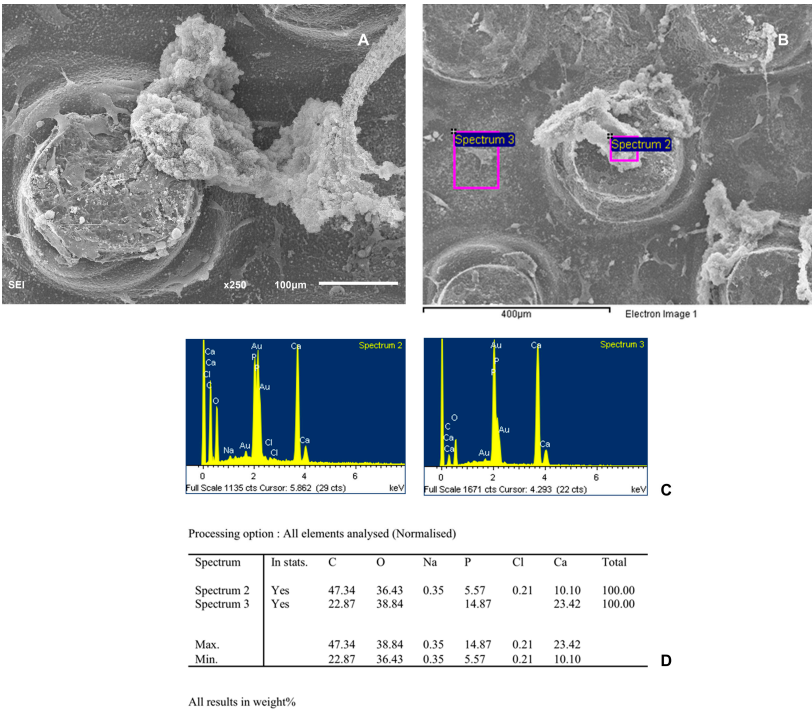 A
SEI x250 100µm
B
Spectrum 3
Spectrum 2
400µm Electron Image 1
Spectrum 2
Ca
Ca
Cl
C
O
Na
Au
P
P
Au
Au
Cl
Cl
Ca
Ca
0 2 4 6
Full Scale 1135 cts Cursor: 5.862 (29 cts) keV
Spectrum 3
C
Ca
Ca
O
Au
Au
P
P
Au
Ca
Ca
0 2 4 6
Full Scale 1671 cts Cursor: 4.293 (22 cts) keV
C
Processing option : All elements analysed (Normalised)
Spectrum In stats. C O Na P Cl Ca Total
Spectrum 2 Yes 47.34 36.43 0.35 5.57 0.21 10.10 100.00
Spectrum 3 Yes 22.87 38.84 14.87 23.42 100.00
Max. 47.34 38.84 0.35 14.87 0.21 23.42
Min. 22.87 36.43 0.35 5.57 0.21 10.10
D
All results in weight%